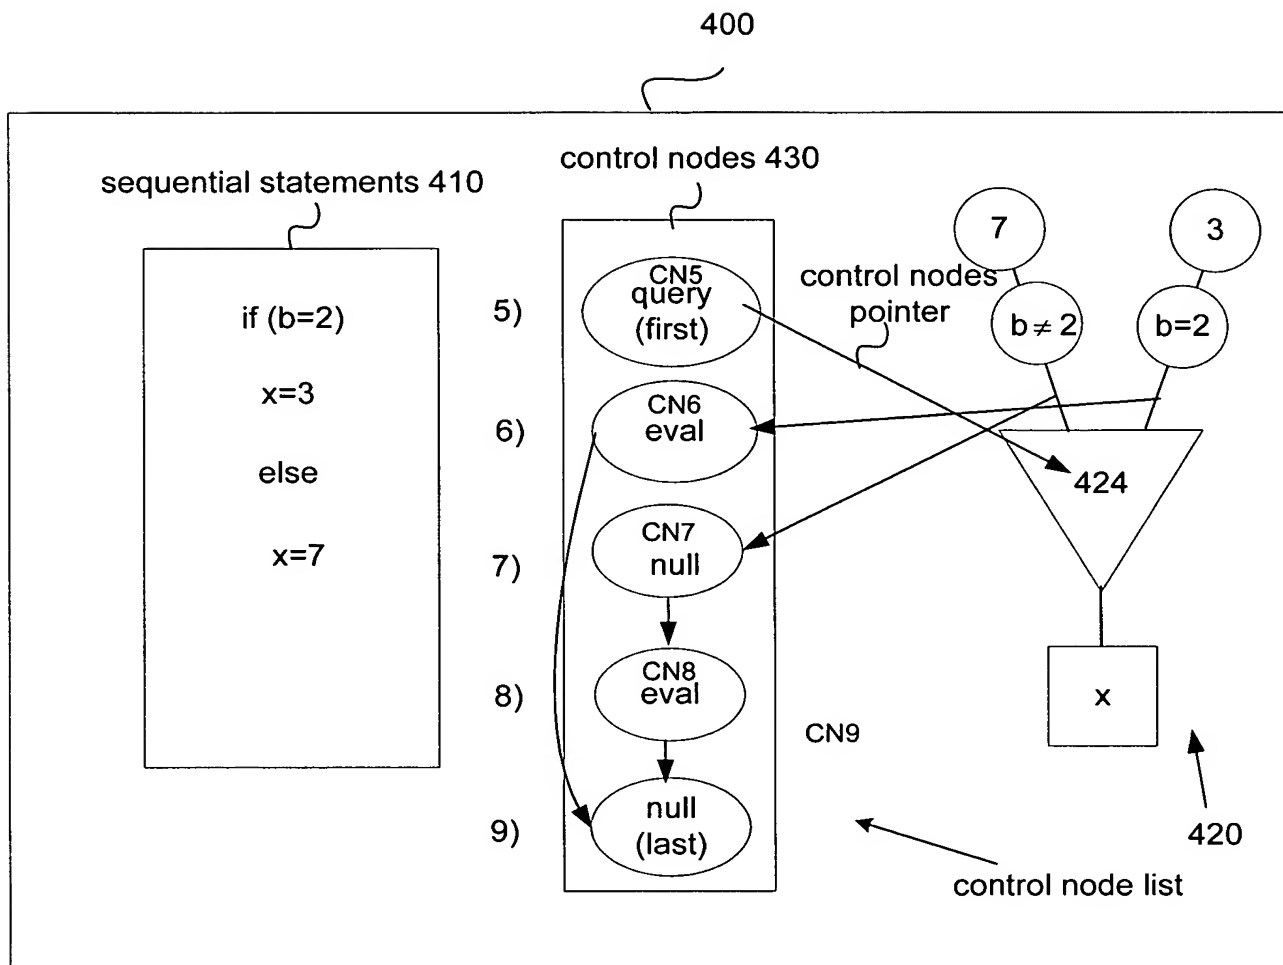 400
control nodes 430
sequential statements 410
7
3
CN5
query
(first)
control nodes
pointer
5)
if (b=2)
b ≠ 2
b=2
x=3
CN6
eval
6)
else
424
CN7
null
7)
x=7
CN8
eval
8)
x
CN9
null
(last)
9)
420
control node list